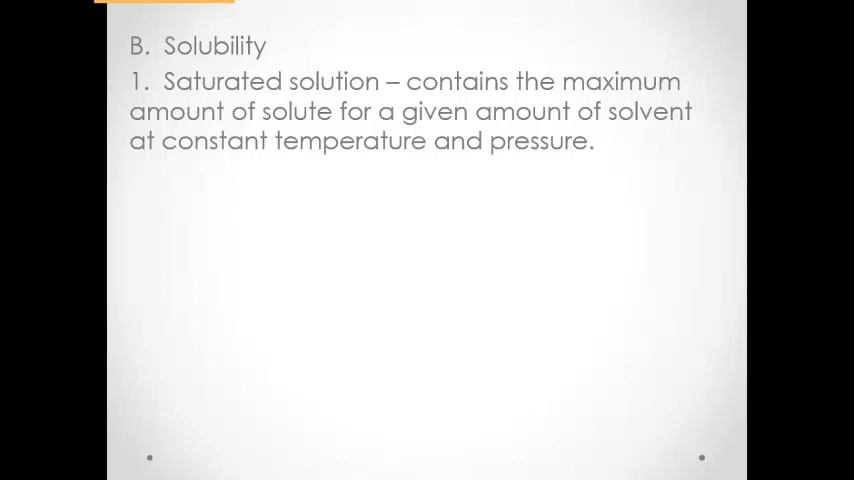 B. Solubility
1. Saturated solution – contains the maximum
amount of solute for a given amount of solvent
at constant temperature and pressure.